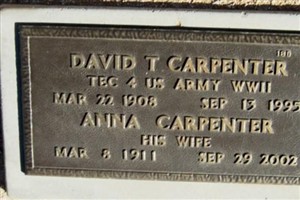 DAVID T CARPENTER
TEC 4 US ARMY WWII
MAR 22 1908 SEP 13 1995
ANNA CARPENTER
HIS WIFE
MAR 8 1911 SEP 29 2002